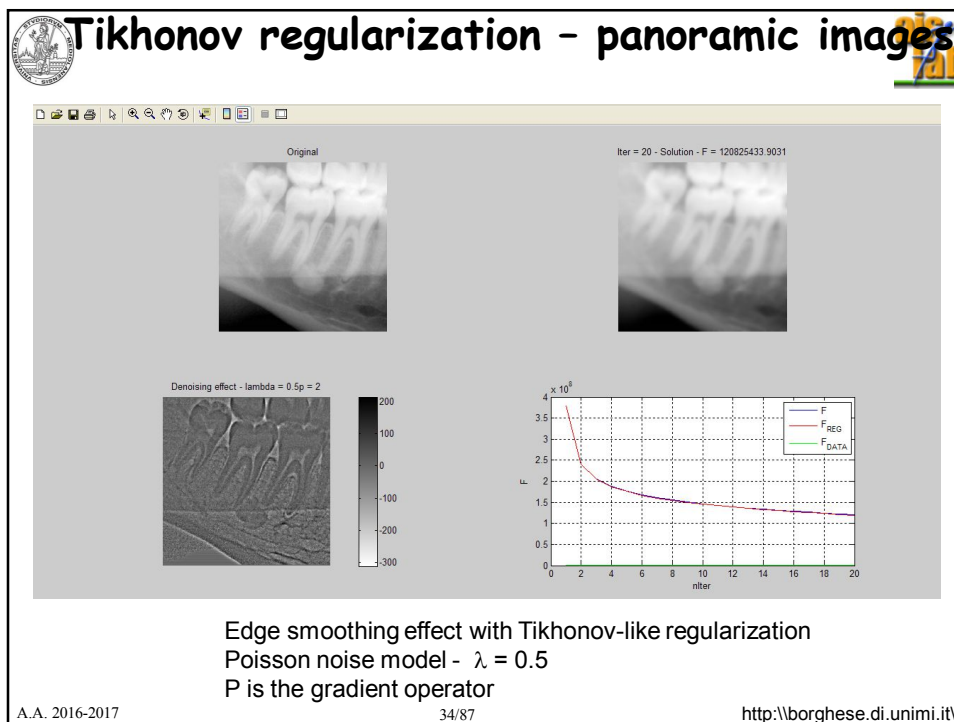 Tikhonov regularization – panoramic images
Original
Iter = 20 - Solution - F = 120825433.9031
Denoising effect - lambda = 0.5p = 2
200
100
0
-100
-200
-300
x 10^8
4
3.5
3
2.5
2
1.5
1
0.5
0
F
0 2 4 6 8 10 12 14 16 18 20
nIter
F
F_REG
F_DATA
Edge smoothing effect with Tikhonov-like regularization
Poisson noise model - λ = 0.5
P is the gradient operator
A.A. 2016-2017
34/87
http:\\borghese.di.unimi.it\